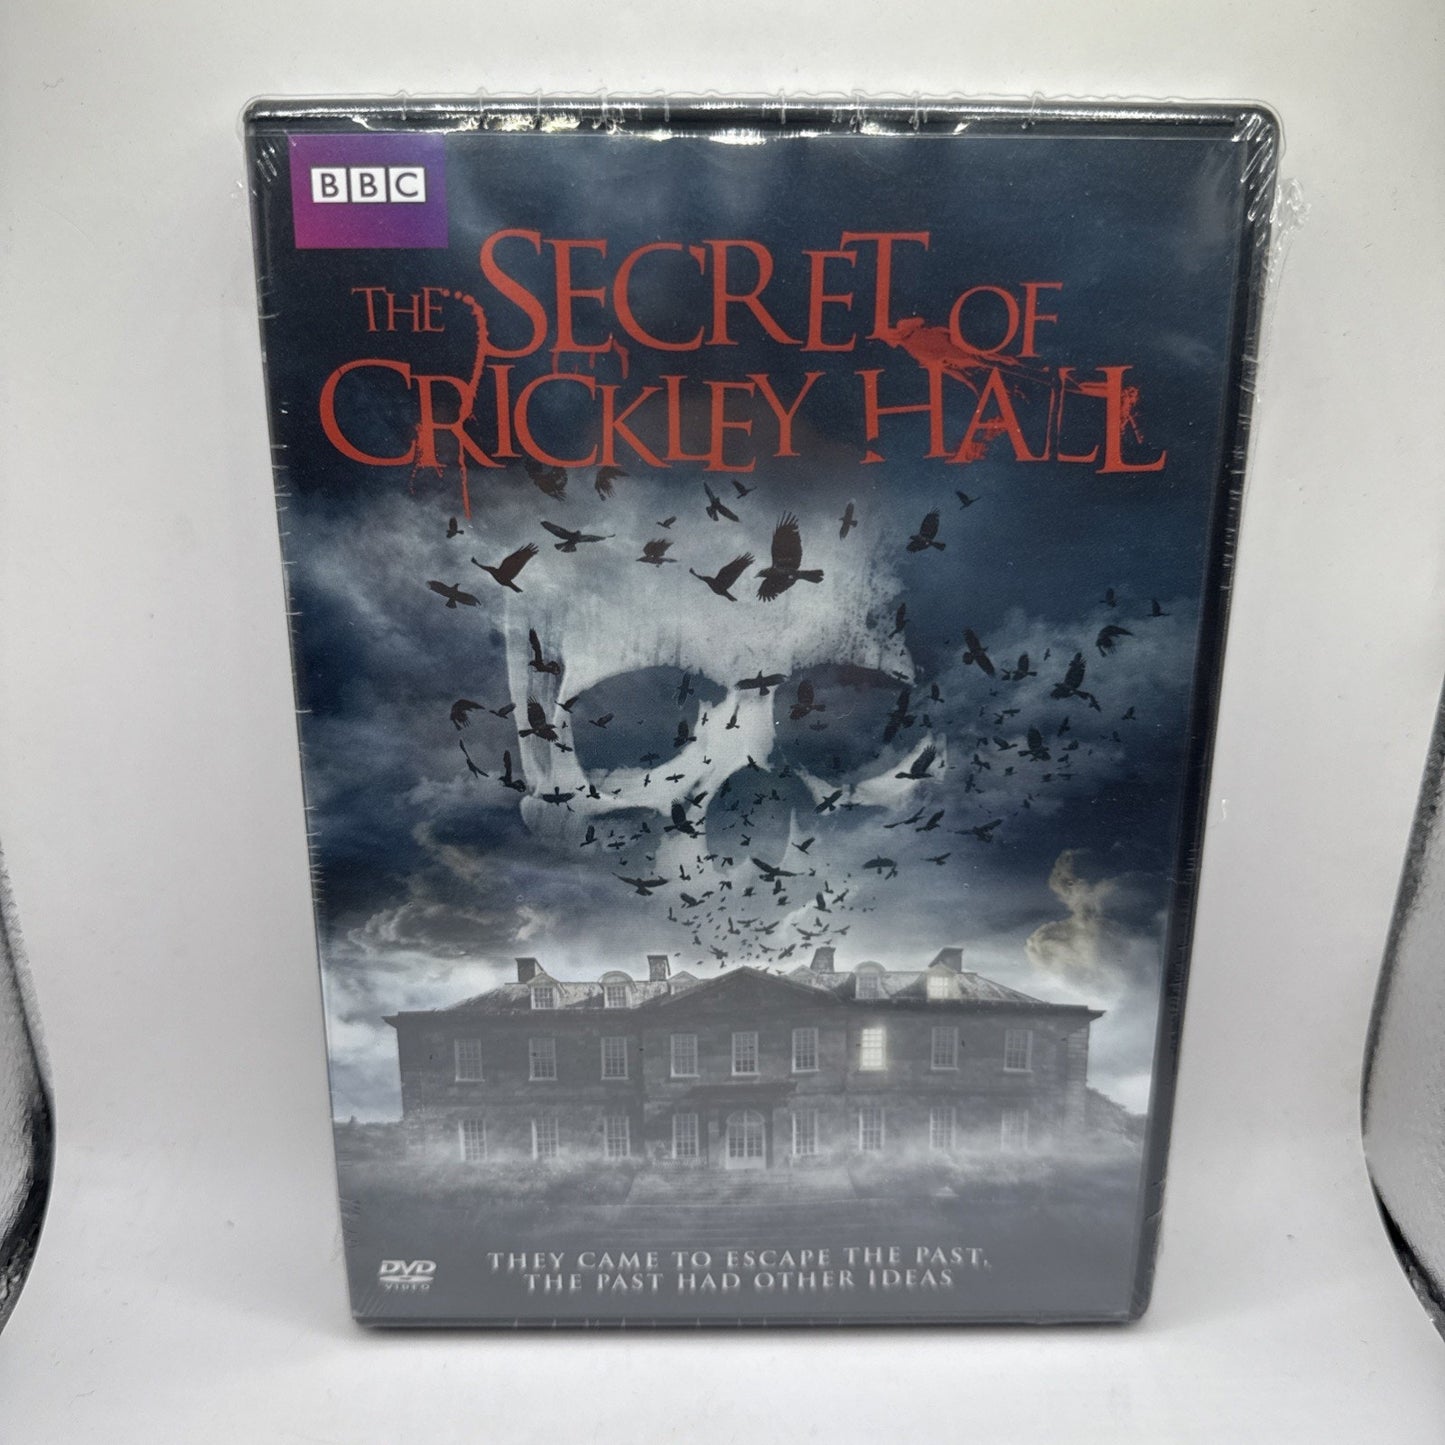 BBC
THE SECRET OF
CRICKLEY HALL
DVD
VIDEO
THEY CAME TO ESCAPE THE PAST,
THE PAST HAD OTHER IDEAS